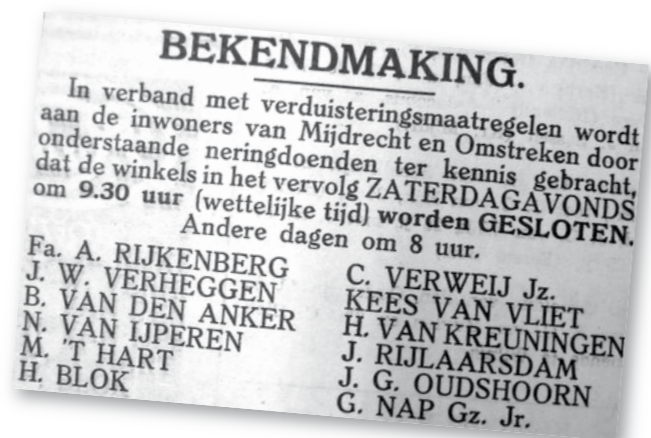 BEKENDMAKING.
In verband met verduisteringsmaatregelen wordt
aan de inwoners van Mijdrecht en Omstreken door
onderstaande neringdoenden ter kennis gebracht,
dat de winkels in het vervolg ZATERDAGAVONDS
om 9.30 uur (wettelijke tijd) worden GESLOTEN.
Andere dagen om 8 uur.
Fa. A. RIJKENBERG
J. W. VERHEGGEN
B. VAN DEN ANKER
N. VAN IJPEREN
M. 'T HART
H. BLOK
C. VERWEIJ Jz.
KEES VAN VLIET
H. VAN KREUNINGEN
J. RIJLAARSDAM
J. G. OUDSHOORN
G. NAP Gz. Jr.